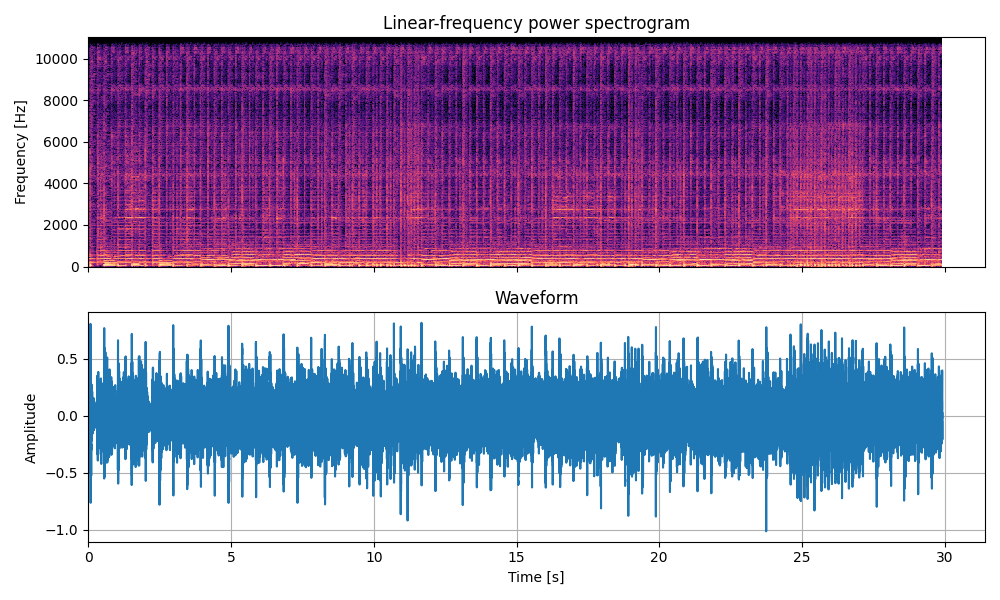 Linear-frequency power spectrogram
Frequency [Hz]
10000
8000
6000
4000
2000
0
Waveform
Amplitude
0.5
0.0
−0.5
−1.0
0 5 10 15 20 25 30
Time [s]